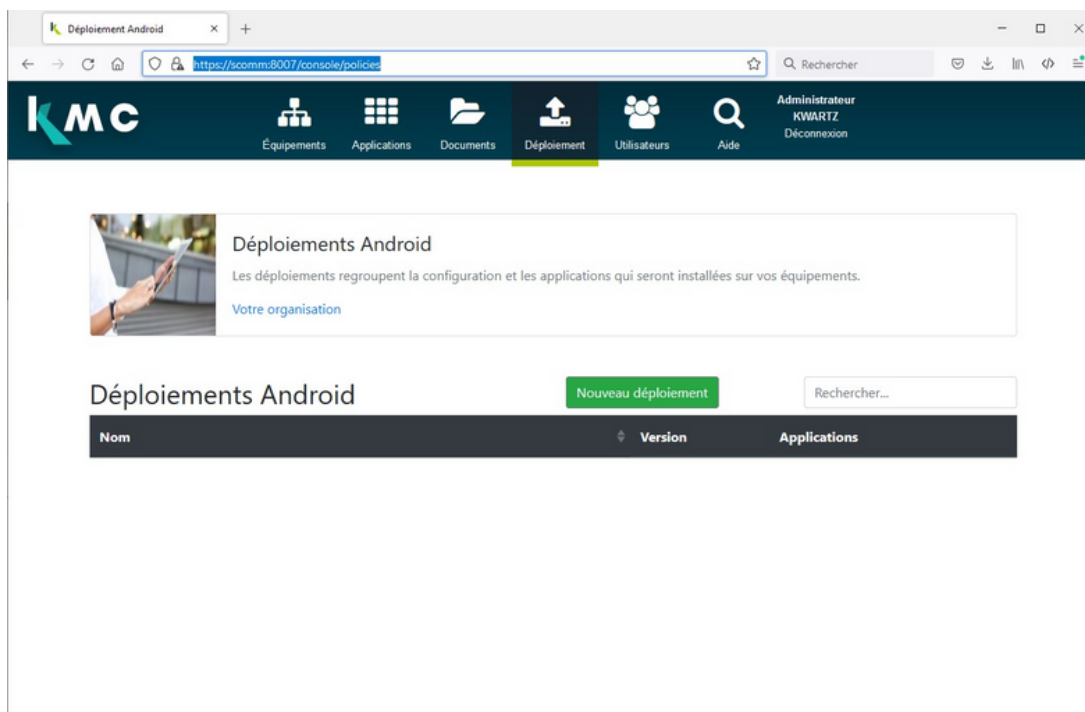 Déploiement Android
https://scomm:8007/console/policies
Rechercher
KMC
Équipements
Applications
Documents
Déploiement
Utilisateurs
Aide
Administrateur
KWARTZ
Déconnexion
Déploiements Android
Les déploiements regroupent la configuration et les applications qui seront installées sur vos équipements.
Votre organisation
Déploiements Android
Nouveau déploiement
Rechercher...
Nom
Version
Applications